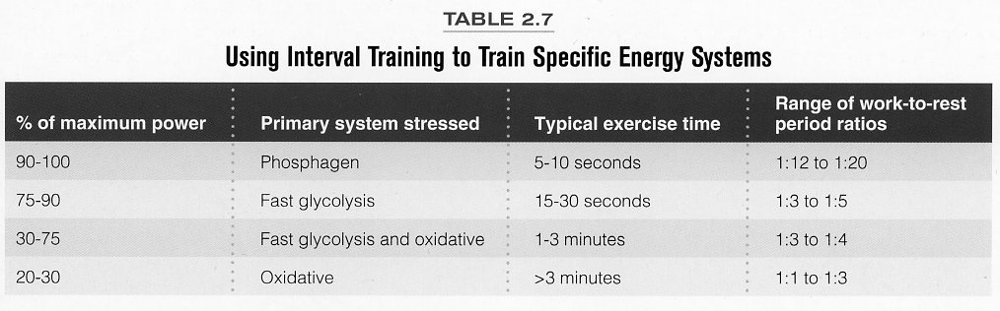 TABLE 2.7
Using Interval Training to Train Specific Energy Systems
% of maximum power Primary system stressed Typical exercise time Range of work-to-rest period ratios
90-100 Phosphagen 5-10 seconds 1:12 to 1:20
75-90 Fast glycolysis 15-30 seconds 1:3 to 1:5
30-75 Fast glycolysis and oxidative 1-3 minutes 1:3 to 1:4
20-30 Oxidative >3 minutes 1:1 to 1:3